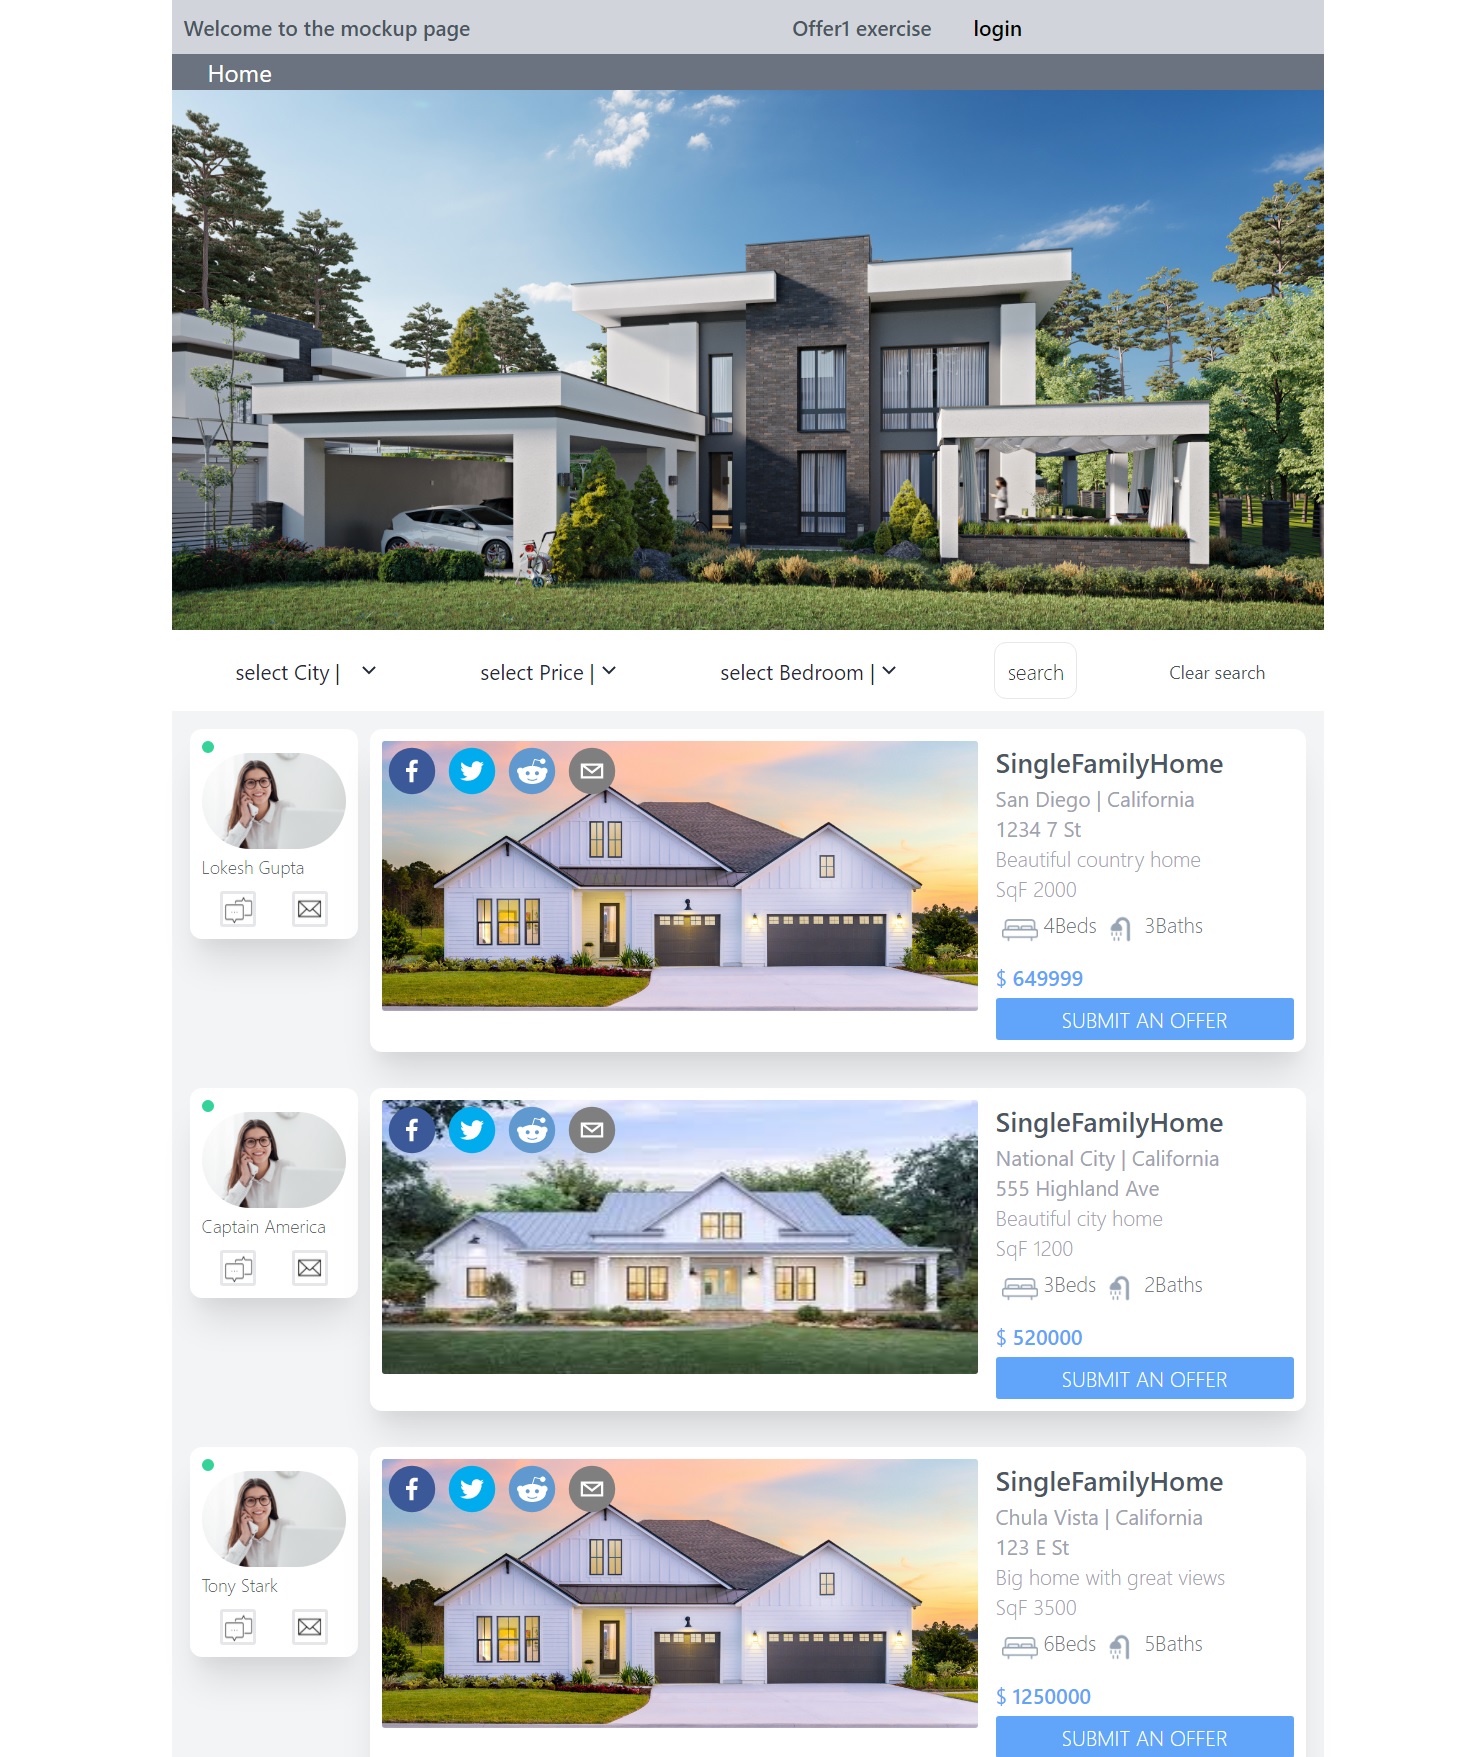 Welcome to the mockup page
Offer1 exercise
login
Home
select City |
select Price |
select Bedroom |
search
Clear search
Lokesh Gupta
SingleFamilyHome
San Diego | California
1234 7 St
Beautiful country home
SqF 2000
4Beds 3Baths
$ 649999
SUBMIT AN OFFER
Captain America
SingleFamilyHome
National City | California
555 Highland Ave
Beautiful city home
SqF 1200
3Beds 2Baths
$ 520000
SUBMIT AN OFFER
Tony Stark
SingleFamilyHome
Chula Vista | California
123 E St
Big home with great views
SqF 3500
6Beds 5Baths
$ 1250000
SUBMIT AN OFFER